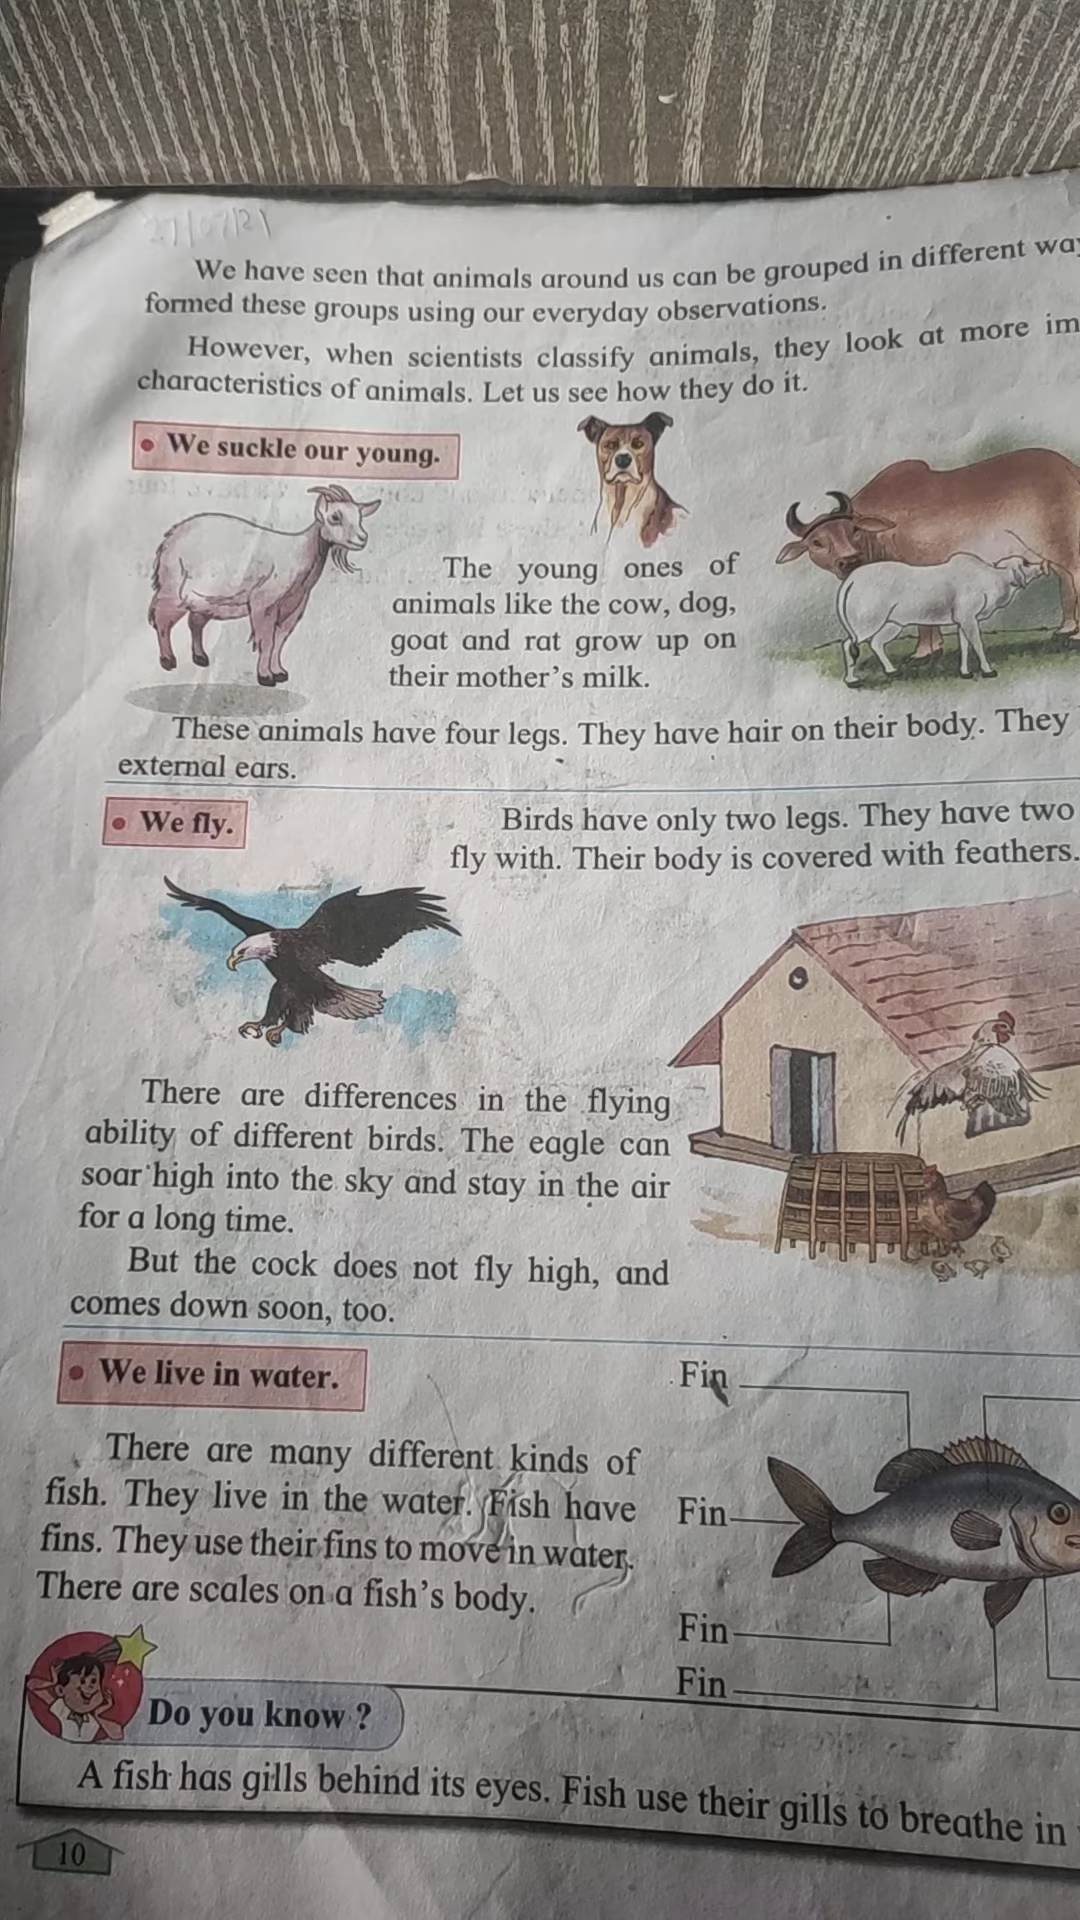 27/07/21
We have seen that animals around us can be grouped in different
formed these groups using our everyday observations.
However, when scientists classify animals, they look at more
characteristics of animals. Let us see how they do it.
• We suckle our young.
The young ones of
animals like the cow, dog,
goat and rat grow up on
their mother's milk.
These animals have four legs. They have hair on their body. They
external ears.
• We fly.
Birds have only two legs. They have two
fly with. Their body is covered with feathers.
There are differences in the flying
ability of different birds. The eagle can
soar high into the sky and stay in the air
for a long time.
But the cock does not fly high, and
comes down soon, too.
• We live in water.
There are many different kinds of
fish. They live in the water. Fish have
fins. They use their fins to move in water.
There are scales on a fish's body.
Fin
Fin
Fin
Fin
Do you know ?
A fish has gills behind its eyes. Fish use their gills to breathe in
10